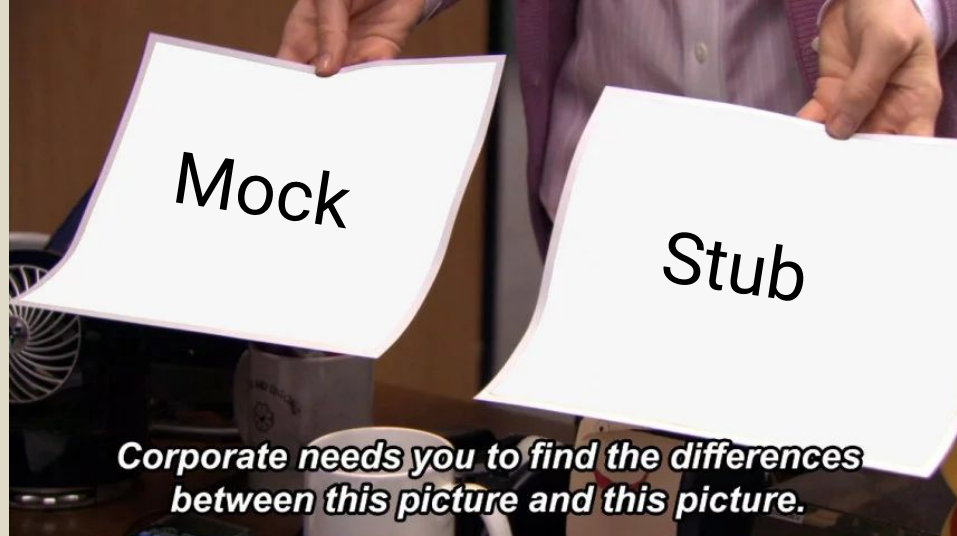 Mock
Stub
Corporate needs you to find the differences
between this picture and this picture.